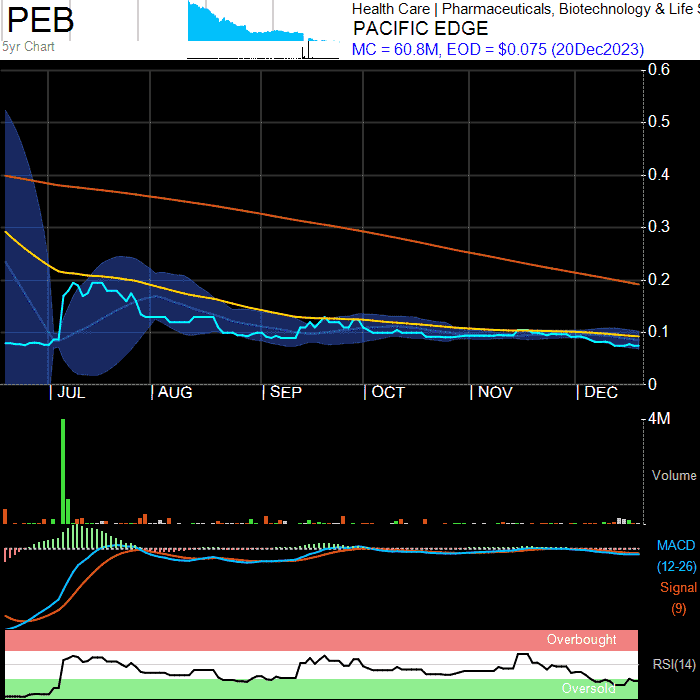 PEB
5yr Chart
Health Care | Pharmaceuticals, Biotechnology & Life S
PACIFIC EDGE
MC = 60.8M, EOD = $0.075 (20Dec2023)
0.6
0.5
0.4
0.3
0.2
0.1
0
| JUL | AUG | SEP | OCT | NOV | DEC
4M
Volume
MACD
(12-26)
Signal
(9)
Overbought
RSI(14)
Oversold